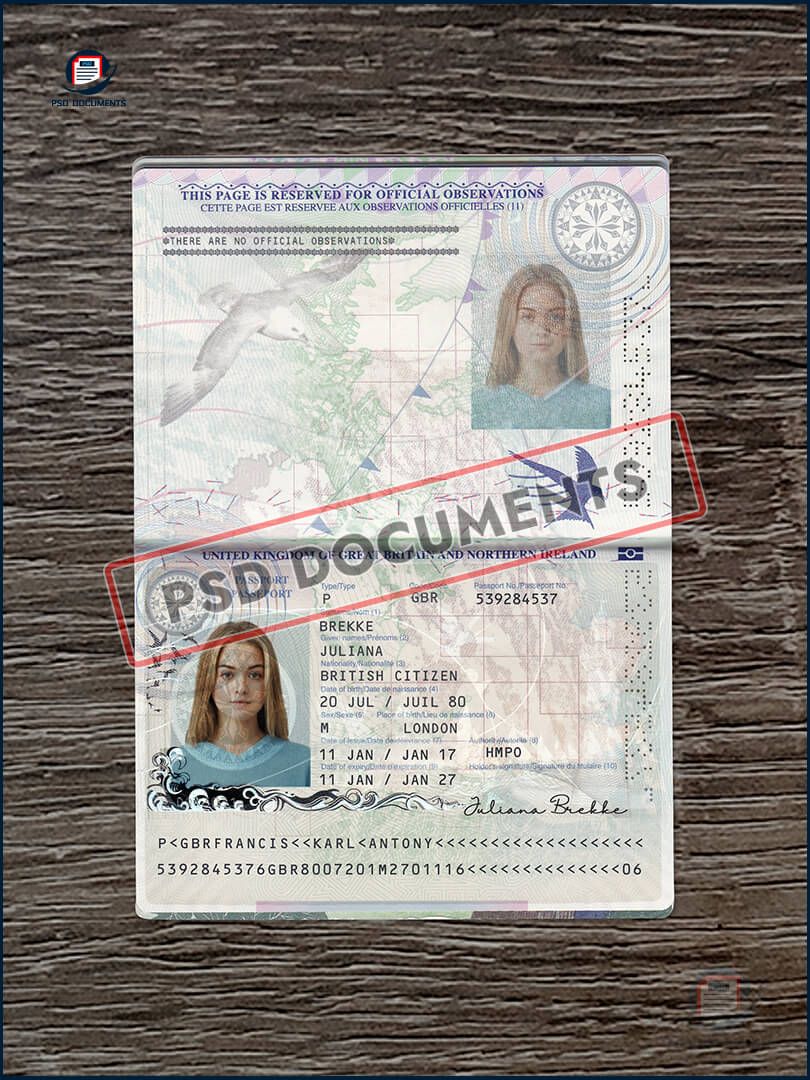 PSD
PSD DOCUMENTS
THIS PAGE IS RESERVED FOR OFFICIAL OBSERVATIONS
CETTE PAGE EST RESERVEE AUX OBSERVATIONS OFFICIELLES (11)
*THERE ARE NO OFFICIAL OBSERVATIONS*
PSD DOCUMENTS
UNITED KINGDOM OF GREAT BRITAIN AND NORTHERN IRELAND
PASSPORT
PASSEPORT
Type/Type Code/Code Passport No./Passeport No.
P GBR 539284537
BREKKE
Given names/Prénoms (2)
JULIANA
Nationality/Nationalité (3)
BRITISH CITIZEN
Date of birth/Date de naissance (4)
20 JUL / JUIL 80
Sex/Sexe (5) Place of birth/Lieu de naissance (6)
M LONDON
Date of issue/Date de délivrance (7) Authority/Autorité (8)
11 JAN / JAN 17 HMPO
Date of expiry/Date d'expiration (9) Holder's signature/Signature du titulaire (10)
11 JAN / JAN 27
Juliana Brekke
P<GBRFRANCIS<<KARL<ANTONY<<<<<<<<<<<<<<<<<<<
5392845376GBR8007201M2701116<<<<<<<<<<<<<<06